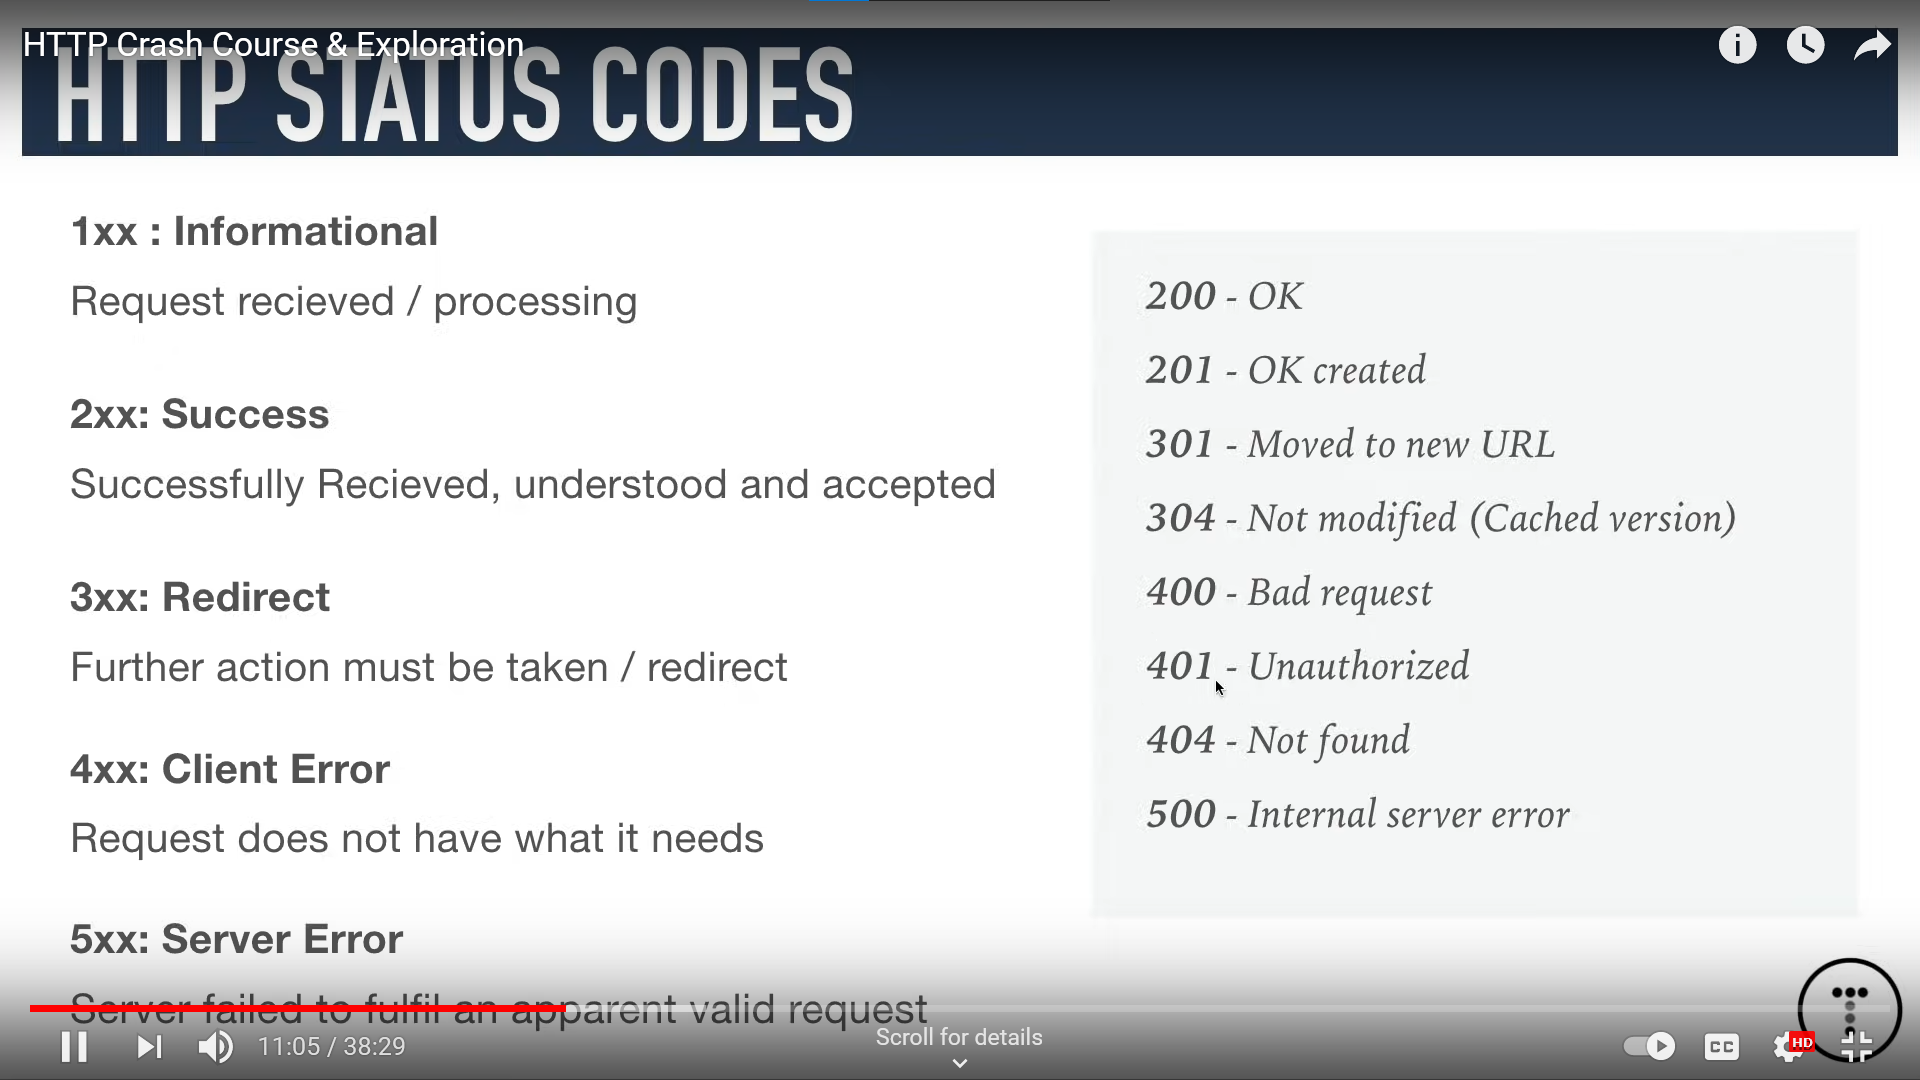 HTTP Crash Course & Exploration
HTTP STATUS CODES
1xx : Informational
Request recieved / processing
2xx: Success
Successfully Recieved, understood and accepted
3xx: Redirect
Further action must be taken / redirect
4xx: Client Error
Request does not have what it needs
5xx: Server Error
Server failed to fulfil an apparent valid request
200 - OK
201 - OK created
301 - Moved to new URL
304 - Not modified (Cached version)
400 - Bad request
401 - Unauthorized
404 - Not found
500 - Internal server error
11:05 / 38:29
Scroll for details
CC
HD